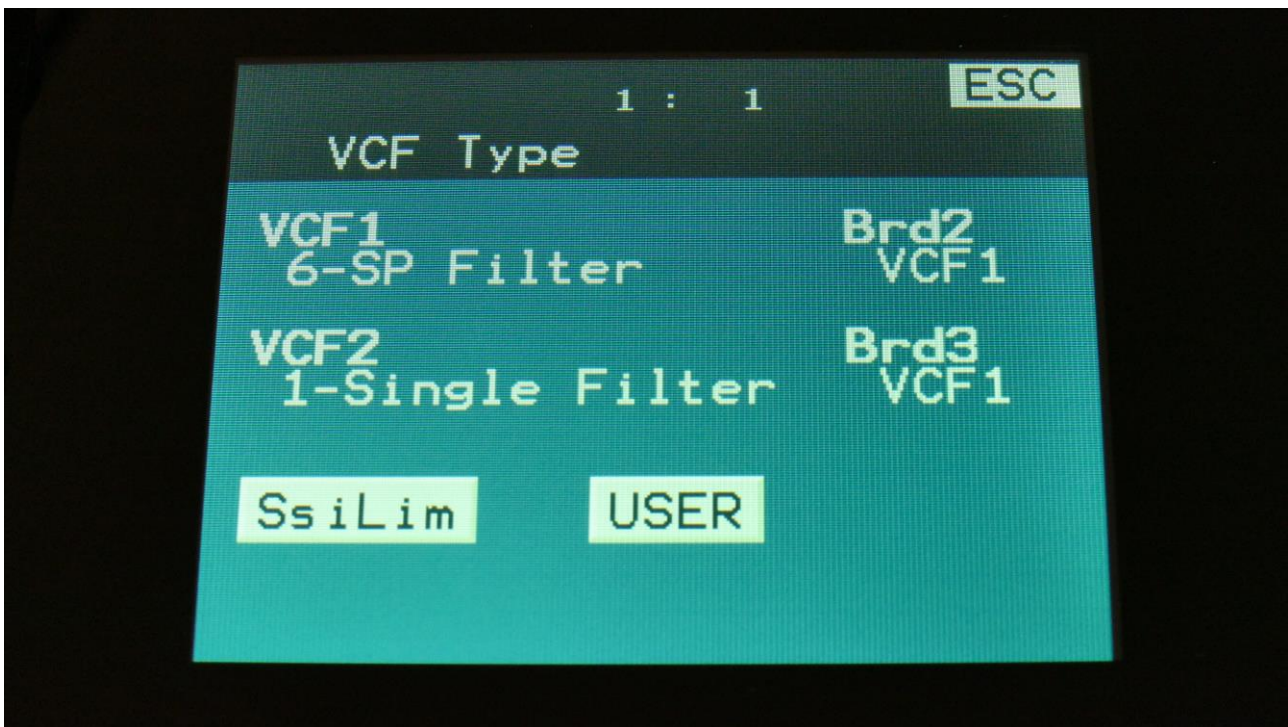 1 : 1
ESC
VCF Type
VCF1
6-SP Filter
Brd2
VCF1
VCF2
1-Single Filter
Brd3
VCF1
SsiLim
USER